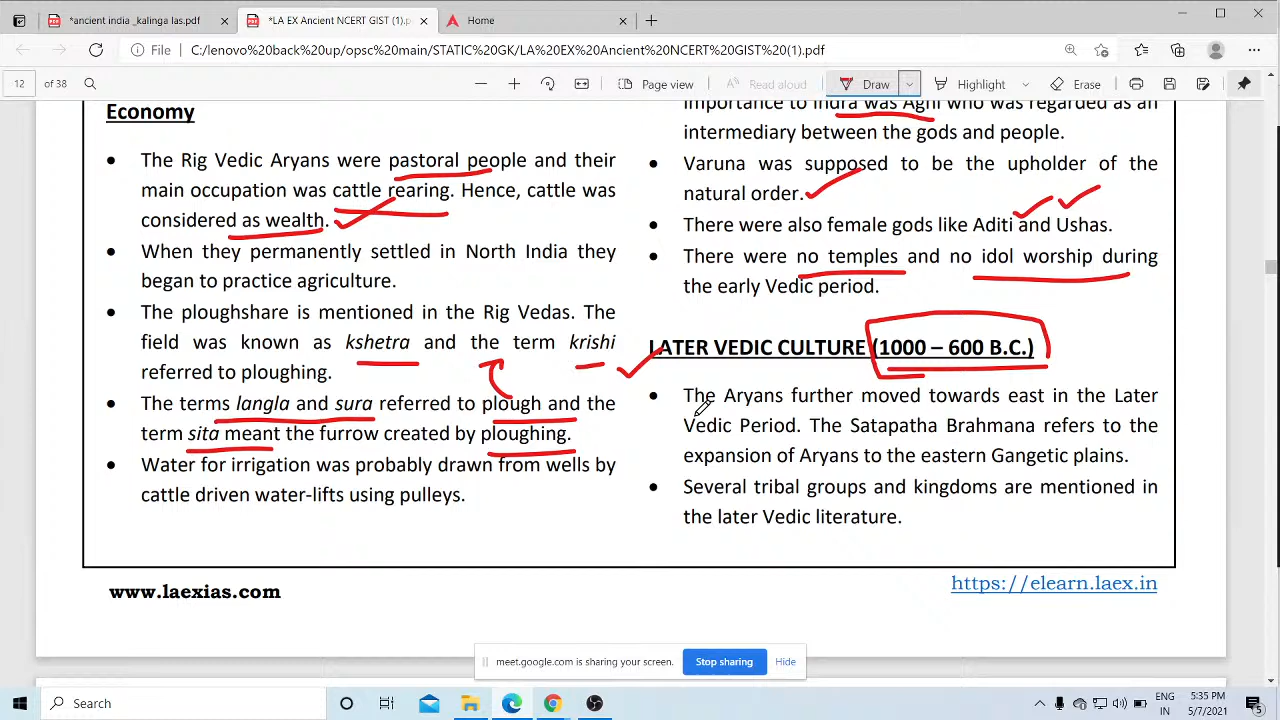 *ancient india _kalinga las.pdf
*LA EX Ancient NCERT GIST (1).p
Home
File
C:/lenovo%20back%20up/opsc%20main/STATIC%20GK/LA%20EX%20Ancient%20NCERT%20GIST%20(1).pdf
12 of 38
Page view
Read aloud
Draw
Highlight
Erase
Economy
• The Rig Vedic Aryans were pastoral people and their
main occupation was cattle rearing. Hence, cattle was
considered as wealth.
• When they permanently settled in North India they
began to practice agriculture.
• The ploughshare is mentioned in the Rig Vedas. The
field was known as kshetra and the term krishi
referred to ploughing.
• The terms langla and sura referred to plough and the
term sita meant the furrow created by ploughing.
• Water for irrigation was probably drawn from wells by
cattle driven water-lifts using pulleys.
importance to Indra was Agni who was regarded as an
intermediary between the gods and people.
• Varuna was supposed to be the upholder of the
natural order.
• There were also female gods like Aditi and Ushas.
• There were no temples and no idol worship during
the early Vedic period.
LATER VEDIC CULTURE (1000 – 600 B.C.)
• The Aryans further moved towards east in the Later
Vedic Period. The Satapatha Brahmana refers to the
expansion of Aryans to the eastern Gangetic plains.
• Several tribal groups and kingdoms are mentioned in
the later Vedic literature.
www.laexias.com
https://elearn.laex.in
meet.google.com is sharing your screen.
Stop sharing
Hide
Search
ENG
IN
5:35 PM
5/7/2021
5